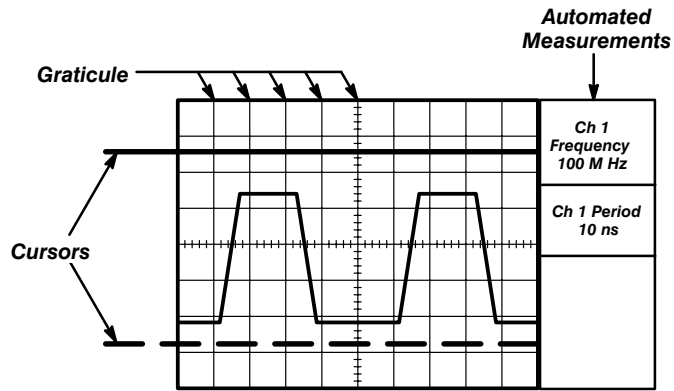 Automated
Measurements
Graticule
Ch 1
Frequency
100 M Hz
Ch 1 Period
10 ns
Cursors